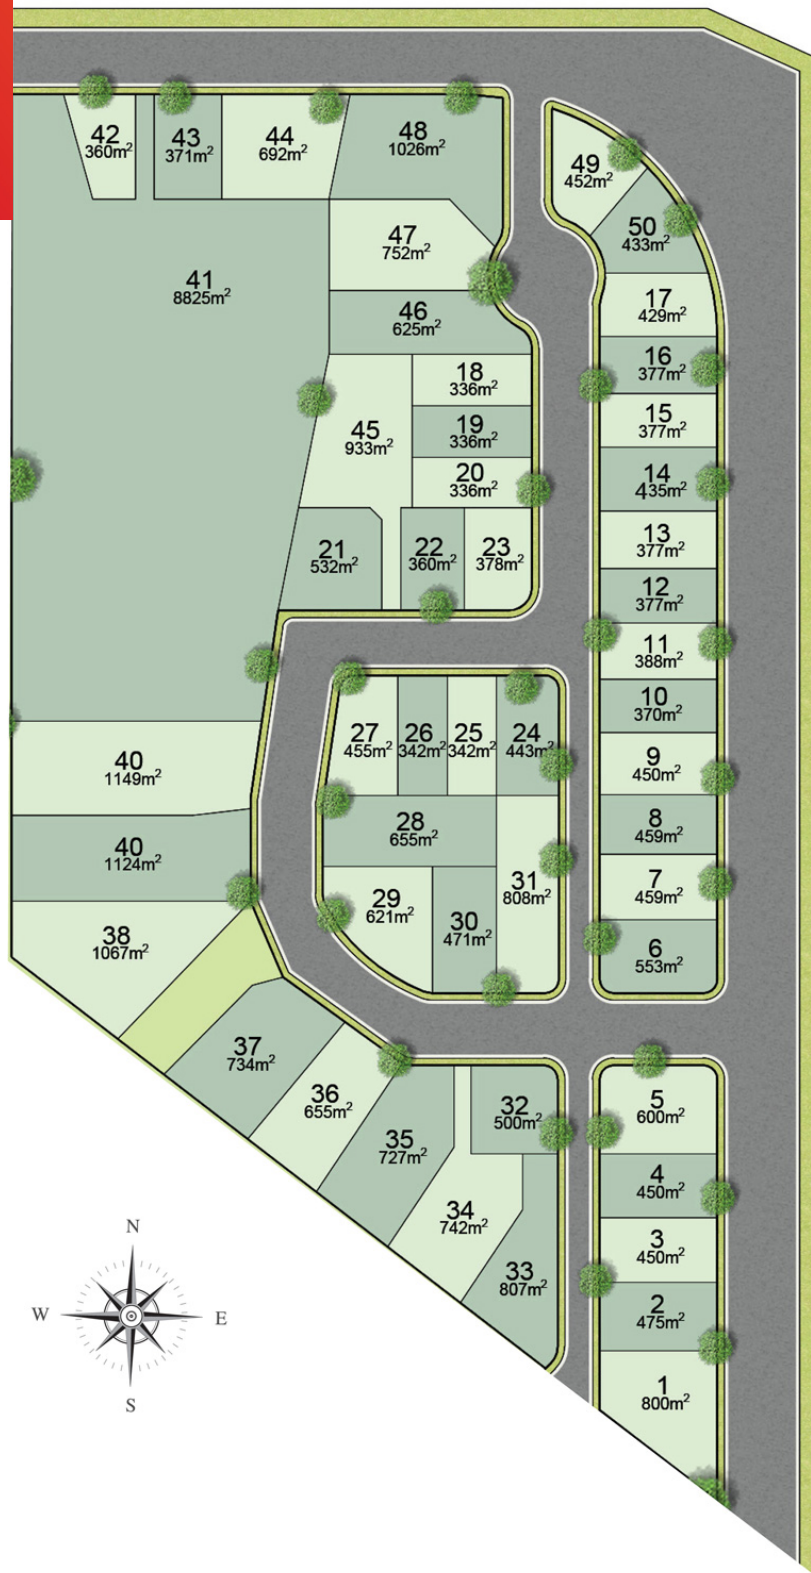 42
360m²
43
371m²
44
692m²
48
1026m²
49
452m²
50
433m²
47
752m²
41
8825m²
17
429m²
46
625m²
16
377m²
18
336m²
15
377m²
45
933m²
19
336m²
20
336m²
14
435m²
13
377m²
21
532m²
22
360m²
23
378m²
12
377m²
11
388m²
10
370m²
27
455m²
26
342m²
25
342m²
24
443m²
9
450m²
40
1149m²
28
655m²
8
459m²
40
1124m²
7
459m²
31
808m²
29
621m²
30
471m²
38
1067m²
6
553m²
37
734m²
36
655m²
32
500m²
5
600m²
35
727m²
4
450m²
34
742m²
3
450m²
33
807m²
2
475m²
1
800m²
N
W
E
S